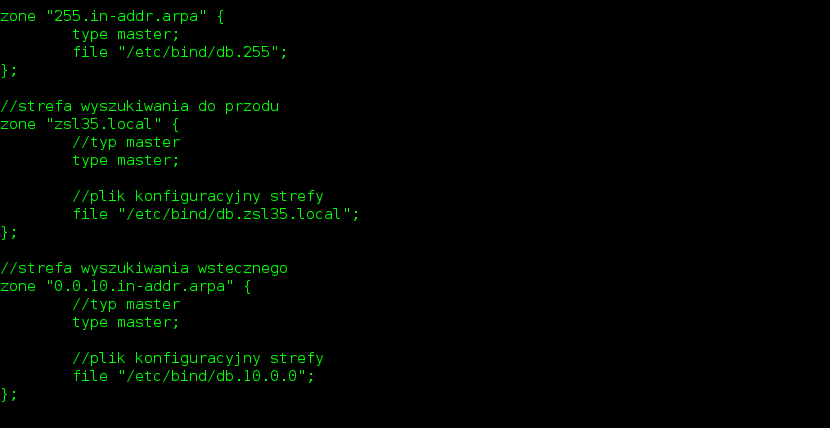 zone "255.in-addr.arpa" {
        type master;
        file "/etc/bind/db.255";
};

//strefa wyszukiwania do przodu
zone "zsl35.local" {
        //typ master
        type master;

        //plik konfiguracyjny strefy
        file "/etc/bind/db.zsl35.local";
};

//strefa wyszukiwania wstecznego
zone "0.0.10.in-addr.arpa" {
        //typ master
        type master;

        //plik konfiguracyjny strefy
        file "/etc/bind/db.10.0.0";
};